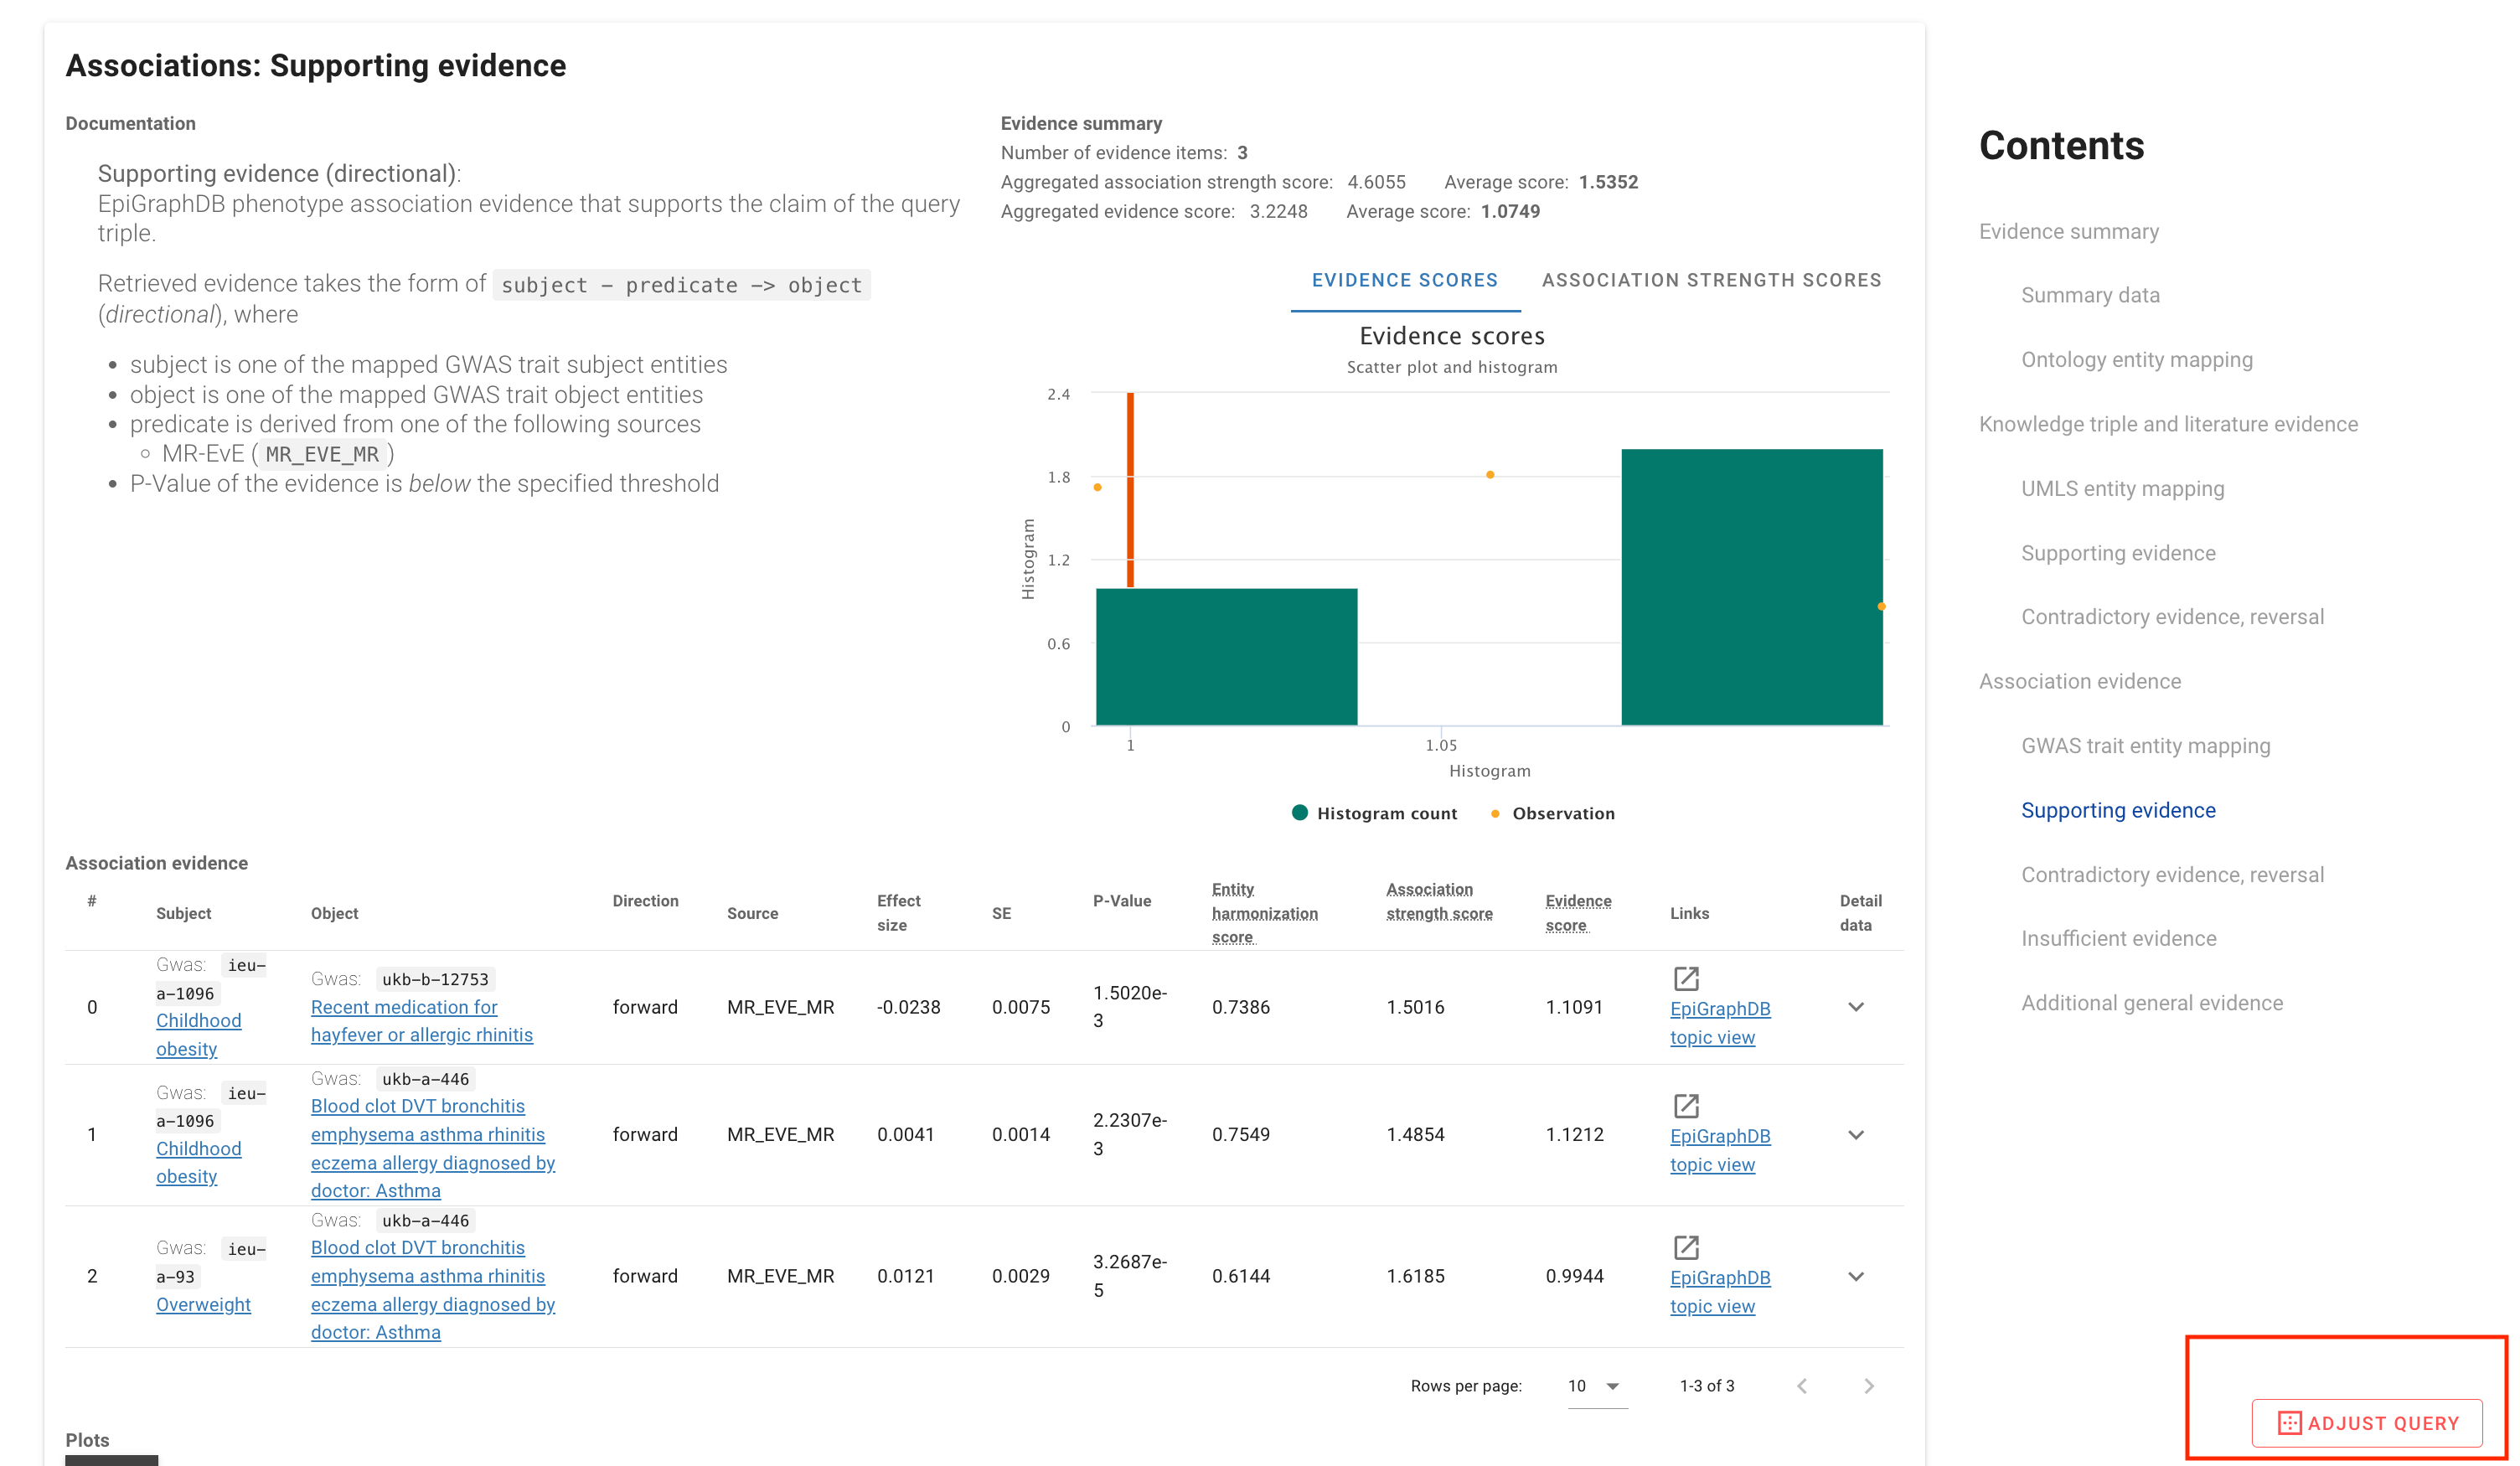 Associations: Supporting evidence
Documentation
Supporting evidence (directional):
EpiGraphDB phenotype association evidence that supports the claim of the query
triple.
Retrieved evidence takes the form of subject - predicate -> object
(directional), where
• subject is one of the mapped GWAS trait subject entities
• object is one of the mapped GWAS trait object entities
• predicate is derived from one of the following sources
◦ MR-EvE (MR_EVE_MR)
• P-Value of the evidence is below the specified threshold
Evidence summary
Number of evidence items: 3
Aggregated association strength score: 4.6055 Average score: 1.5352
Aggregated evidence score: 3.2248 Average score: 1.0749
EVIDENCE SCORES ASSOCIATION STRENGTH SCORES
Evidence scores
Scatter plot and histogram
Histogram
2.4
1.8
1.2
0.6
0
1 1.05
Histogram
Histogram count Observation
Association evidence
# Subject Object Direction Source Effect size SE P-Value Entity harmonization score Association strength score Evidence score Links Detail data
0 Gwas: ieu-a-1096 Childhood obesity Gwas: ukb-b-12753 Recent medication for hayfever or allergic rhinitis forward MR_EVE_MR -0.0238 0.0075 1.5020e-3 0.7386 1.5016 1.1091 EpiGraphDB topic view
1 Gwas: ieu-a-1096 Childhood obesity Gwas: ukb-a-446 Blood clot DVT bronchitis emphysema asthma rhinitis eczema allergy diagnosed by doctor: Asthma forward MR_EVE_MR 0.0041 0.0014 2.2307e-3 0.7549 1.4854 1.1212 EpiGraphDB topic view
2 Gwas: ieu-a-93 Overweight Gwas: ukb-a-446 Blood clot DVT bronchitis emphysema asthma rhinitis eczema allergy diagnosed by doctor: Asthma forward MR_EVE_MR 0.0121 0.0029 3.2687e-5 0.6144 1.6185 0.9944 EpiGraphDB topic view
Rows per page: 10 1-3 of 3
Plots
Contents
Evidence summary
Summary data
Ontology entity mapping
Knowledge triple and literature evidence
UMLS entity mapping
Supporting evidence
Contradictory evidence, reversal
Association evidence
GWAS trait entity mapping
Supporting evidence
Contradictory evidence, reversal
Insufficient evidence
Additional general evidence
ADJUST QUERY